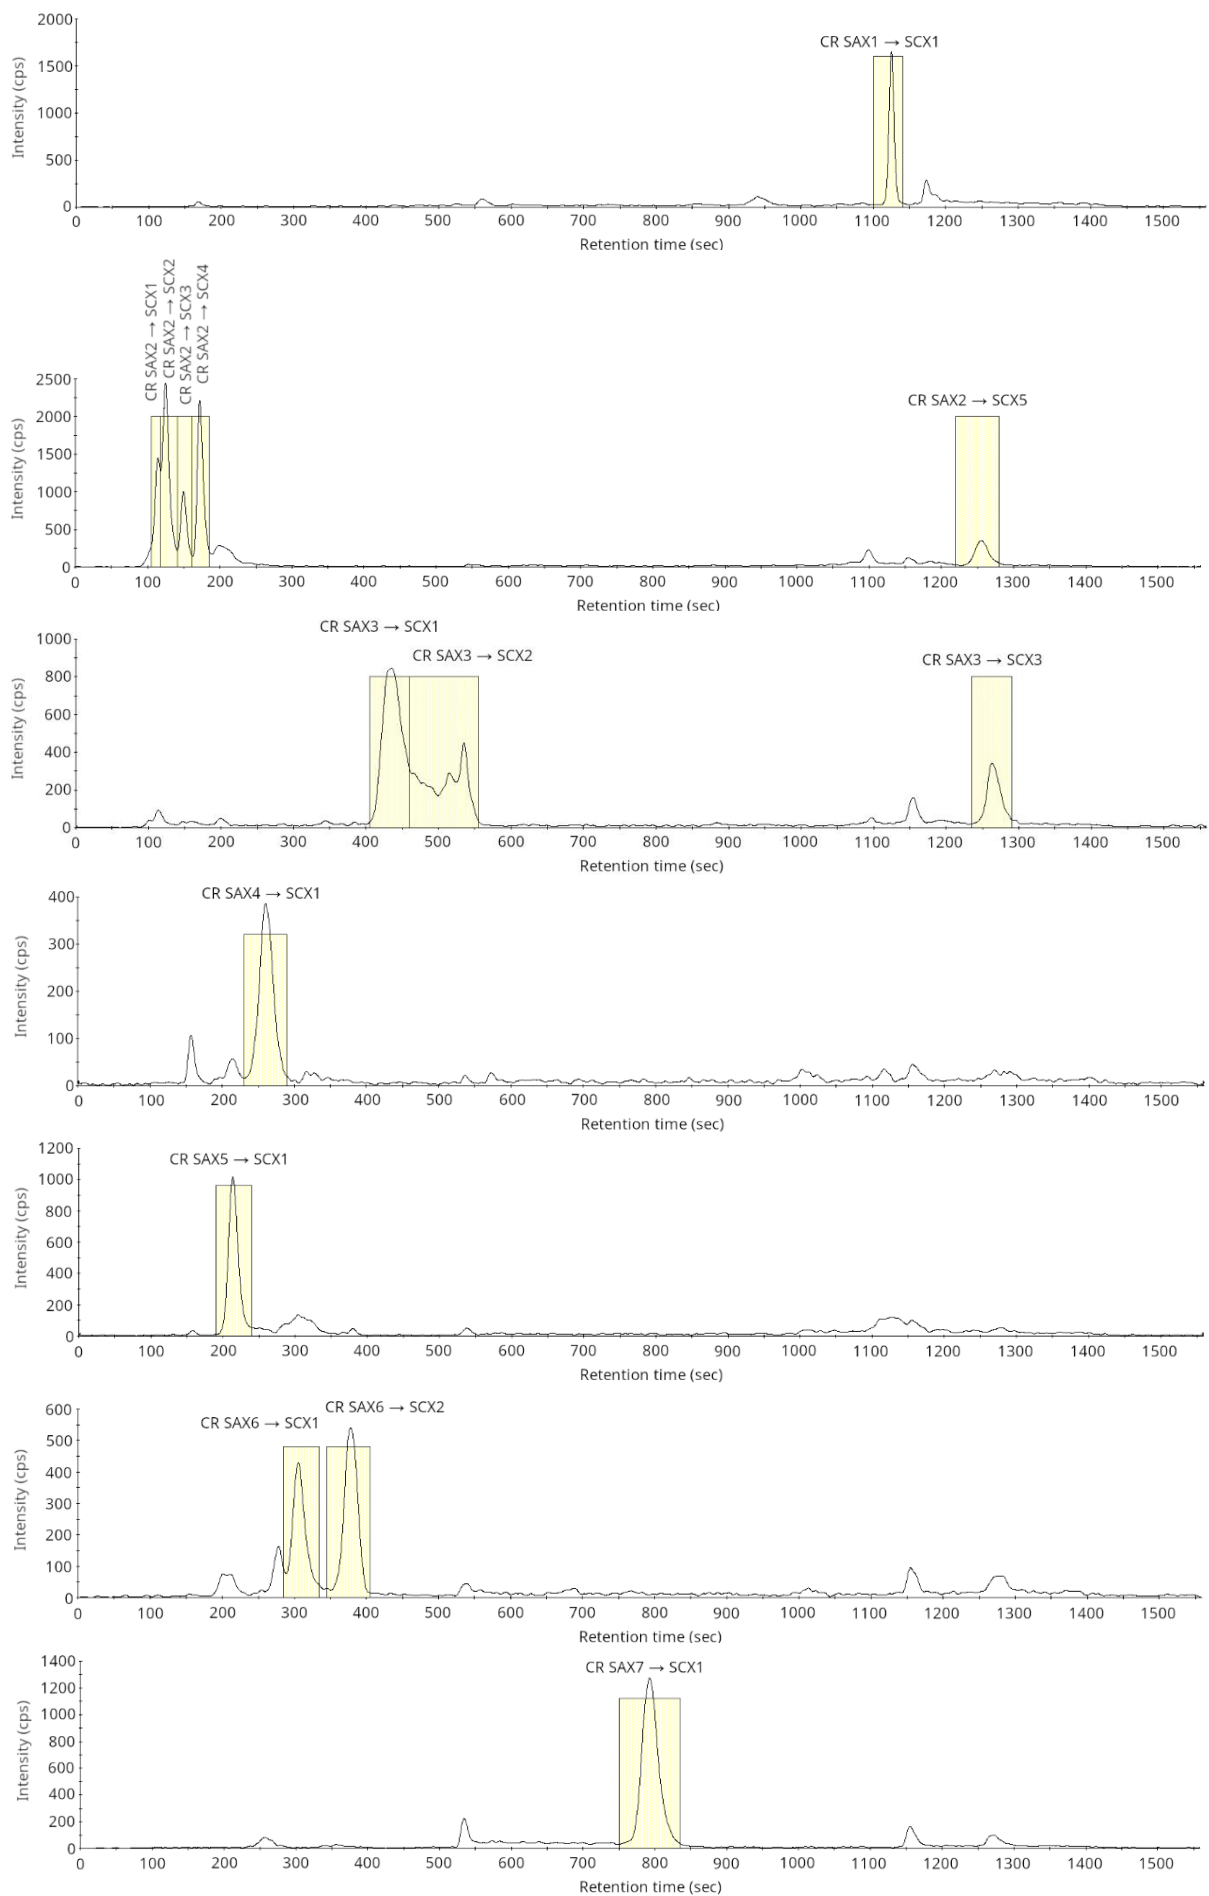 2000
CR SAX1 → SCX1
1500
1000
500
0
Intensity (cps)
0 100 200 300 400 500 600 700 800 900 1000 1100 1200 1300 1400 1500
Retention time (sec)
CR SAX2 → SCX1
CR SAX2 → SCX2
CR SAX2 → SCX3
CR SAX2 → SCX4
2500
2000
CR SAX2 → SCX5
1500
1000
500
0
Intensity (cps)
0 100 200 300 400 500 600 700 800 900 1000 1100 1200 1300 1400 1500
Retention time (sec)
CR SAX3 → SCX1
1000
CR SAX3 → SCX2
CR SAX3 → SCX3
800
600
400
200
0
Intensity (cps)
0 100 200 300 400 500 600 700 800 900 1000 1100 1200 1300 1400 1500
Retention time (sec)
CR SAX4 → SCX1
400
300
200
100
0
Intensity (cps)
0 100 200 300 400 500 600 700 800 900 1000 1100 1200 1300 1400 1500
Retention time (sec)
1200
CR SAX5 → SCX1
1000
800
600
400
200
0
Intensity (cps)
0 100 200 300 400 500 600 700 800 900 1000 1100 1200 1300 1400 1500
Retention time (sec)
CR SAX6 → SCX2
600
CR SAX6 → SCX1
500
400
300
200
100
0
Intensity (cps)
0 100 200 300 400 500 600 700 800 900 1000 1100 1200 1300 1400 1500
Retention time (sec)
1400
CR SAX7 → SCX1
1200
1000
800
600
400
200
0
Intensity (cps)
0 100 200 300 400 500 600 700 800 900 1000 1100 1200 1300 1400 1500
Retention time (sec)